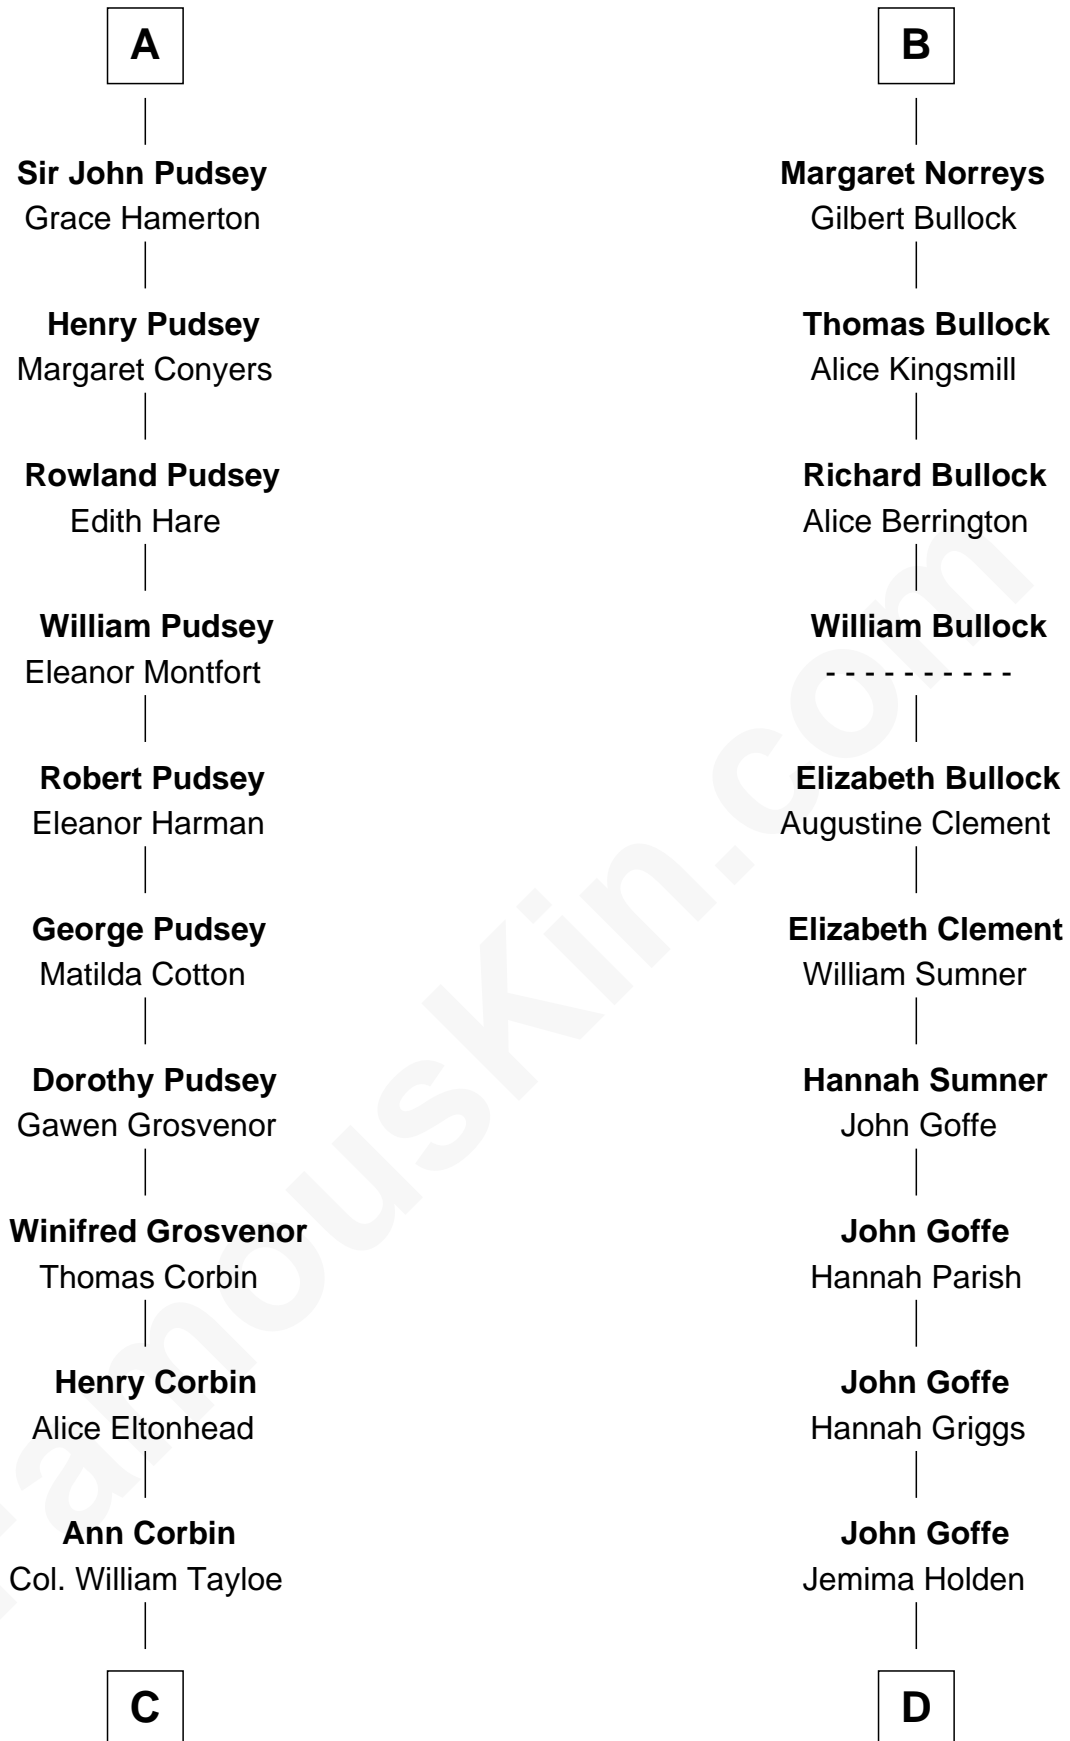 A
Sir John Pudsey
Grace Hamerton
Henry Pudsey
Margaret Conyers
Rowland Pudsey
Edith Hare
William Pudsey
Eleanor Montfort
Robert Pudsey
Eleanor Harman
George Pudsey
Matilda Cotton
Dorothy Pudsey
Gawen Grosvenor
Winifred Grosvenor
Thomas Corbin
Henry Corbin
Alice Eltonhead
Ann Corbin
Col. William Tayloe
C
B
Margaret Norreys
Gilbert Bullock
Thomas Bullock
Alice Kingsmill
Richard Bullock
Alice Berrington
William Bullock
- - - - - - - - - -
Elizabeth Bullock
Augustine Clement
Elizabeth Clement
William Sumner
Hannah Sumner
John Goffe
John Goffe
Hannah Parish
John Goffe
Hannah Griggs
John Goffe
Jemima Holden
D
FamousKin.com